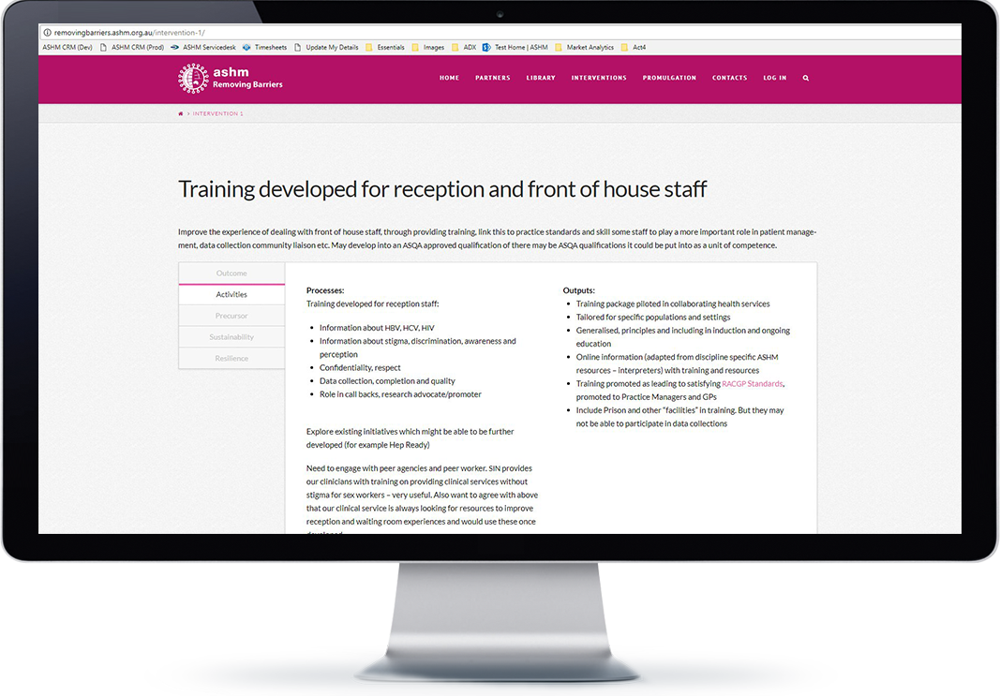 removingbarriers.ashm.org.au/intervention-1/
ASHM CRM (Dev) ASHM CRM (Prod) ASHM Servicedesk Timesheets Update My Details Essentials Images ADX Test Home | ASHM Market Analytics Act4
ashm
Removing Barriers
HOME PARTNERS LIBRARY INTERVENTIONS PROMULGATION CONTACTS LOG IN
INTERVENTION 1
Training developed for reception and front of house staff
Improve the experience of dealing with front of house staff, through providing training, link this to practice standards and skill some staff to play a more important role in patient manage-
ment, data collection community liaison etc. May develop into an ASQA approved qualification of there may be ASQA qualifications it could be put into as a unit of competence.
Outcome
Activities
Precursor
Sustainability
Resilience
Processes:
Training developed for reception staff:
• Information about HBV, HCV, HIV
• Information about stigma, discrimination, awareness and
perception
• Confidentiality, respect
• Data collection, completion and quality
• Role in call backs, research advocate/promoter
Explore existing initiatives which might be able to be further
developed (for example Hep Ready)
Need to engage with peer agencies and peer worker. SIN provides
our clinicians with training on providing clinical services without
stigma for sex workers – very useful. Also want to agree with above
that our clinical service is always looking for resources to improve
reception and waiting room experiences and would use these once
developed
Outputs:
• Training package piloted in collaborating health services
• Tailored for specific populations and settings
• Generalised, principles and including in induction and ongoing
education
• Online information (adapted from discipline specific ASHM
resources – interpreters) with training and resources
• Training promoted as leading to satisfying RACGP Standards,
promoted to Practice Managers and GPs
• Include Prison and other “facilities” in training. But they may
not be able to participate in data collections